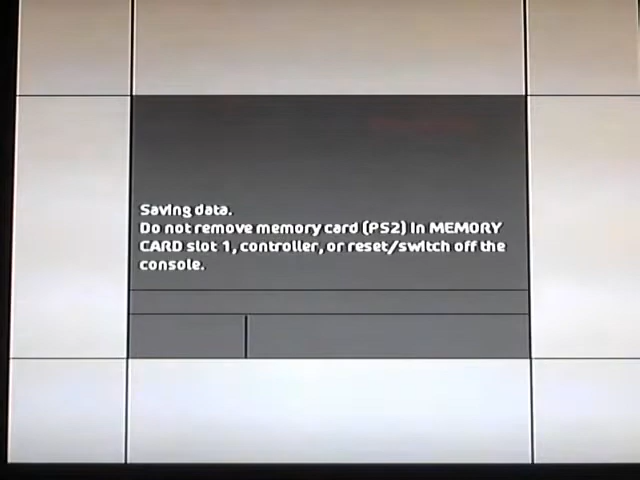 Saving data.
Do not remove memory card (PS2) in MEMORY
CARD slot 1, controller, or reset/switch off the
console.